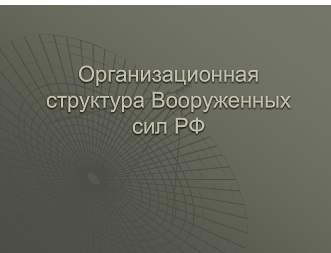 Организационная
структура Вооруженных
сил РФ